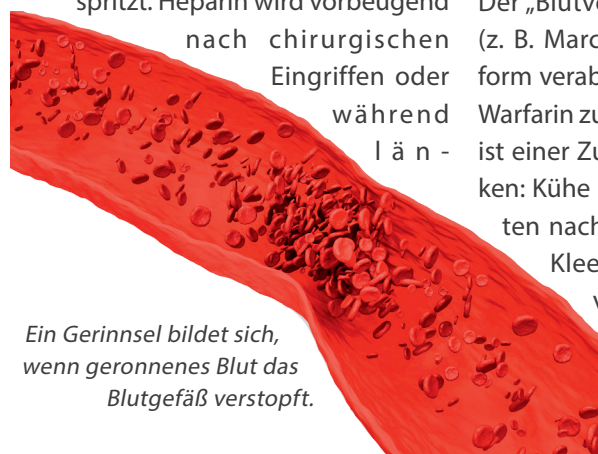 spritzt. Heparin wird vorbeugend
nach chirurgischen
Eingriffen oder
während
län-
Der „Blutve
(z. B. Marc
form verab
Warfarin zu
ist einer Zu
ken: Kühe
ten nach
Klee
Ein Gerinnsel bildet sich,
wenn geronnenes Blut das
Blutgefäß verstopft.